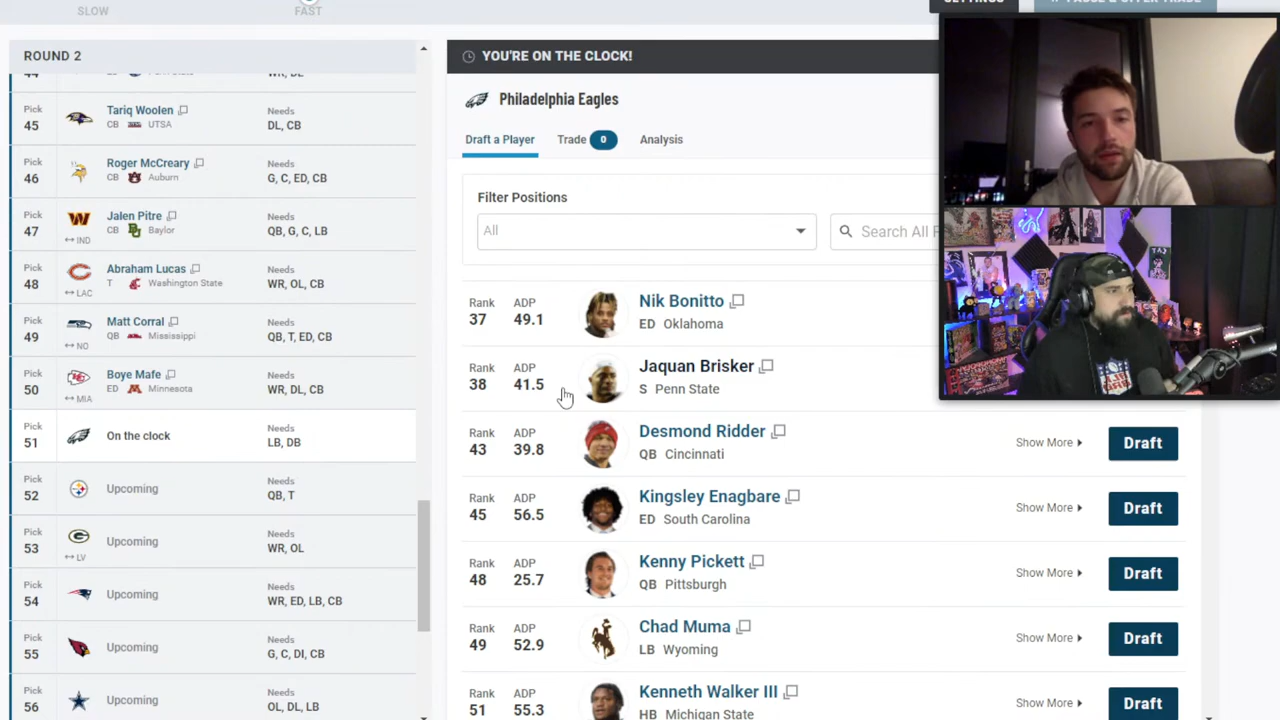 SLOW
FAST
ROUND 2
Pick
45
Tariq Woolen
CB UTSA
Needs
DL, CB
Pick
46
Roger McCreary
CB Auburn
Needs
G, C, ED, CB
Pick
47
IND
Jalen Pitre
CB Baylor
Needs
QB, G, C, LB
Pick
48
LAC
Abraham Lucas
T Washington State
Needs
WR, OL, CB
Pick
49
NO
Matt Corral
QB Mississippi
Needs
QB, T, ED, CB
Pick
50
MIA
Boye Mafe
ED Minnesota
Needs
WR, DL, CB
Pick
51
On the clock
Needs
LB, DB
Pick
52
Upcoming
Needs
QB, T
Pick
53
LV
Upcoming
Needs
WR, OL
Pick
54
Upcoming
Needs
WR, ED, LB, CB
Pick
55
Upcoming
Needs
G, C, DI, CB
Pick
56
Upcoming
Needs
OL, DL, LB
YOU'RE ON THE CLOCK!
Philadelphia Eagles
Draft a Player
Trade 0
Analysis
Filter Positions
All
Search All
Rank
37
ADP
49.1
Nik Bonitto
ED Oklahoma
Rank
38
ADP
41.5
Jaquan Brisker
S Penn State
Rank
43
ADP
39.8
Desmond Ridder
QB Cincinnati
Show More
Draft
Rank
45
ADP
56.5
Kingsley Enagbare
ED South Carolina
Show More
Draft
Rank
48
ADP
25.7
Kenny Pickett
QB Pittsburgh
Show More
Draft
Rank
49
ADP
52.9
Chad Muma
LB Wyoming
Show More
Draft
Rank
51
ADP
55.3
Kenneth Walker III
HB Michigan State
Show More
Draft